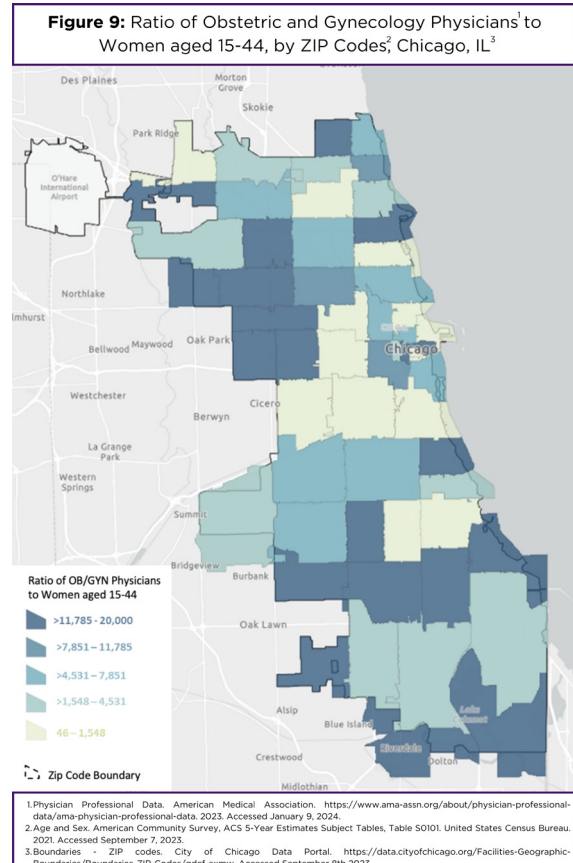 Figure 9: Ratio of Obstetric and Gynecology Physicians¹ to
Women aged 15-44, by ZIP Codes², Chicago, IL³
Des Plaines
Morton
Grove
Skokie
Park Ridge
O'Hare
International
Airport
Northlake
lmhurst
Bellwood
Maywood
Oak Park
Chicago
Westchester
Cicero
Berwyn
La Grange
Park
Western
Springs
Summit
Bridgeview
Burbank
Ratio of OB/GYN Physicians
to Women aged 15-44
>11,785 - 20,000
>7,851 – 11,785
>4,531 – 7,851
>1,548 – 4,531
46 – 1,548
Zip Code Boundary
Oak Lawn
Alsip
Blue Island
Lake
Calumet
Riverdale
Dolton
Crestwood
Midlothian
1. Physician Professional Data. American Medical Association. https://www.ama-assn.org/about/physician-professional-
data/ama-physician-professional-data. 2023. Accessed January 9, 2024.
2. Age and Sex. American Community Survey, ACS 5-Year Estimates Subject Tables, Table S0101. United States Census Bureau.
2021. Accessed September 7, 2023.
3. Boundaries - ZIP codes. City of Chicago Data Portal. https://data.cityofchicago.org/Facilities-Geographic-